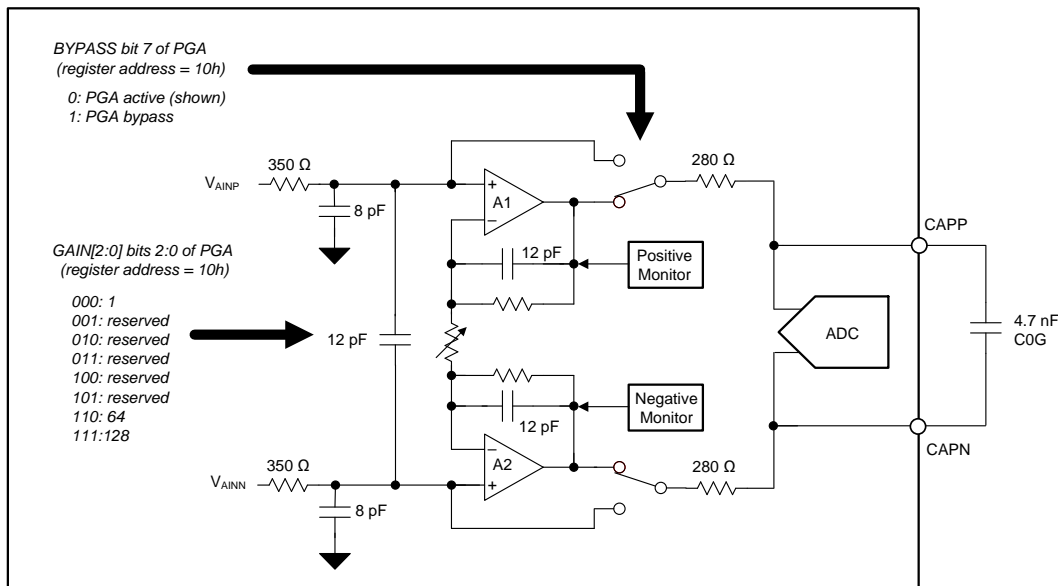 BYPASS bit 7 of PGA
(register address = 10h)
0: PGA active (shown)
1: PGA bypass
350 Ω
280 Ω
VAINP
A1
8 pF
CAPP
GAIN[2:0] bits 2:0 of PGA
(register address = 10h)
12 pF
Positive
Monitor
000: 1
001: reserved
010: reserved
011: reserved
100: reserved
101: reserved
110: 64
111:128
12 pF
ADC
4.7 nF
C0G
Negative
Monitor
12 pF
CAPN
350 Ω
A2
280 Ω
VAINN
8 pF